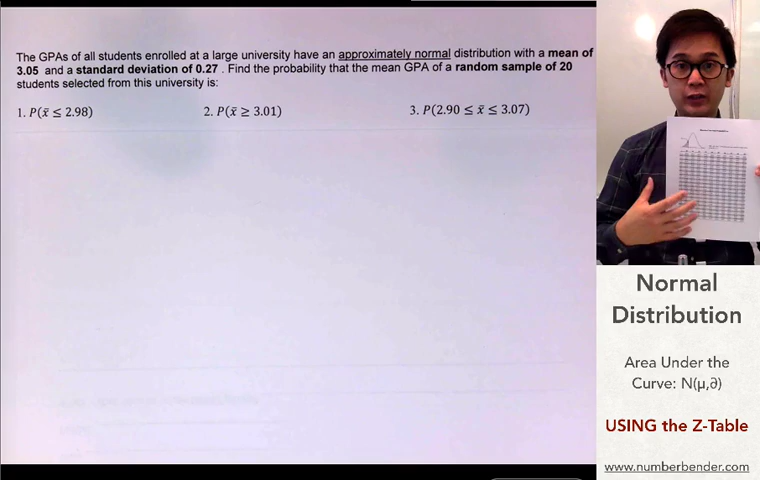 The GPAs of all students enrolled at a large university have an approximately normal distribution with a mean of
3.05 and a standard deviation of 0.27 . Find the probability that the mean GPA of a random sample of 20
students selected from this university is:
1. P(x̄ ≤ 2.98)
2. P(x̄ ≥ 3.01)
3. P(2.90 ≤ x̄ ≤ 3.07)
Normal
Distribution
Area Under the
Curve: N(μ,∂)
USING the Z-Table
www.numberbender.com